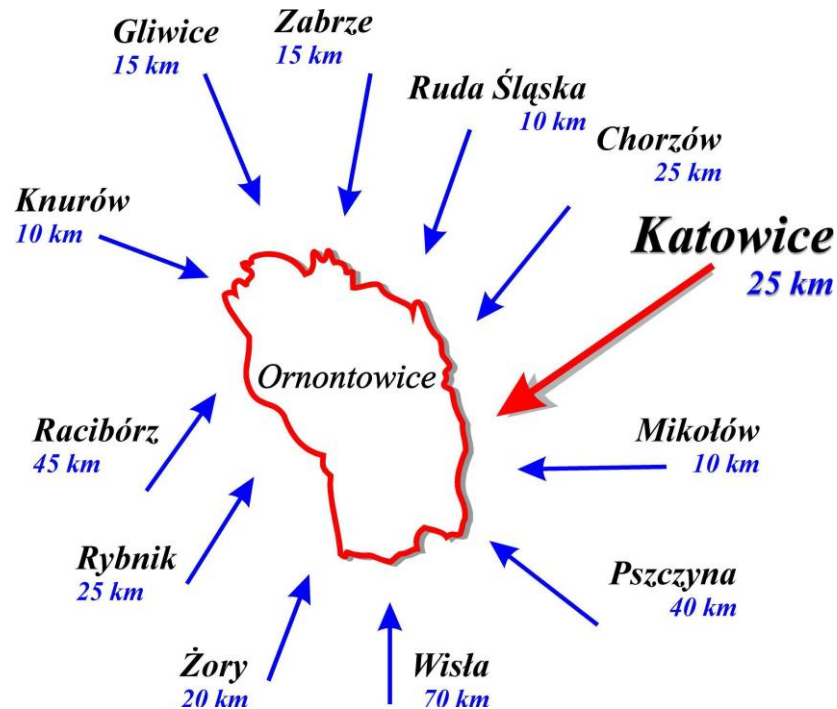 Gliwice
15 km
Zabrze
15 km
Ruda Śląska
10 km
Chorzów
25 km
Knurów
10 km
Katowice
25 km
Ornontowice
Racibórz
45 km
Mikołów
10 km
Rybnik
25 km
Pszczyna
40 km
Żory
20 km
Wisła
70 km